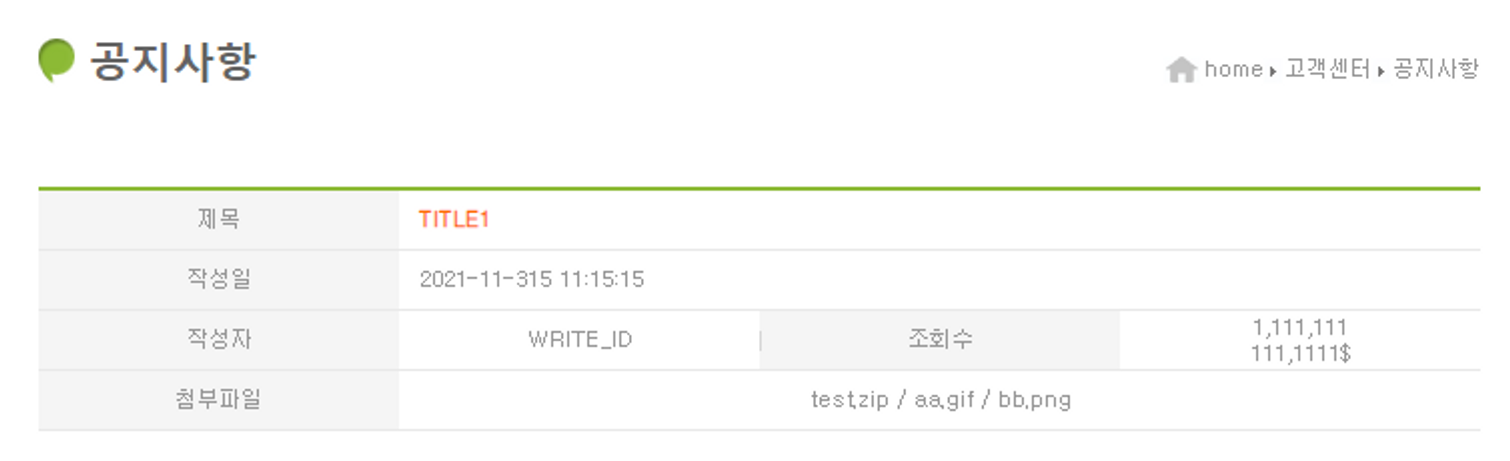 공지사항
home 고객센터 공지사항
제목 TITLE1
작성일 2021-11-315 11:15:15
작성자 WRITE_ID 조회수 1,111,111
111,1111$
첨부파일 test.zip / aa.gif / bb.png